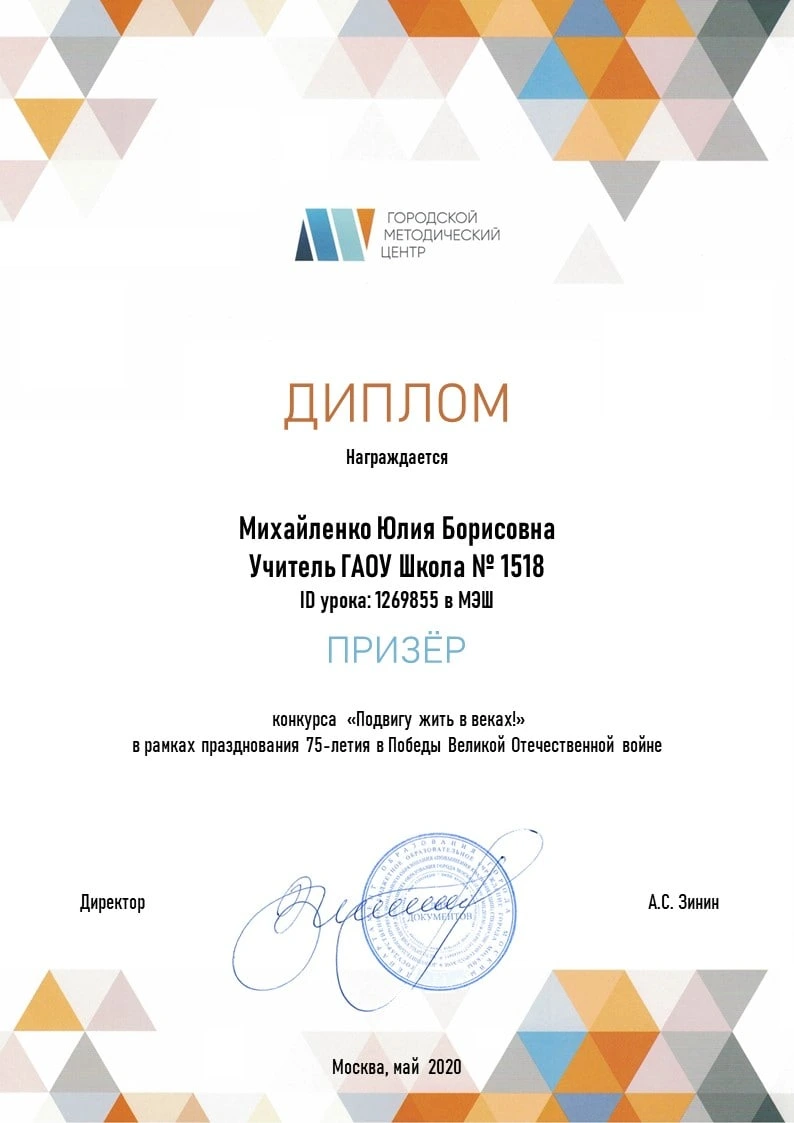 ГОРОДСКОЙ
МЕТОДИЧЕСКИЙ
ЦЕНТР
ДИПЛОМ
Награждается
Михайленко Юлия Борисовна
Учитель ГАОУ Школа № 1518
ID урока: 1269855 в МЭШ
ПРИЗЁР
конкурса «Подвигу жить в веках!»
в рамках празднования 75-летия в Победы Великой Отечественной войне
Директор
ДОКУМЕНТОВ
А.С. Зинин
Москва, май 2020